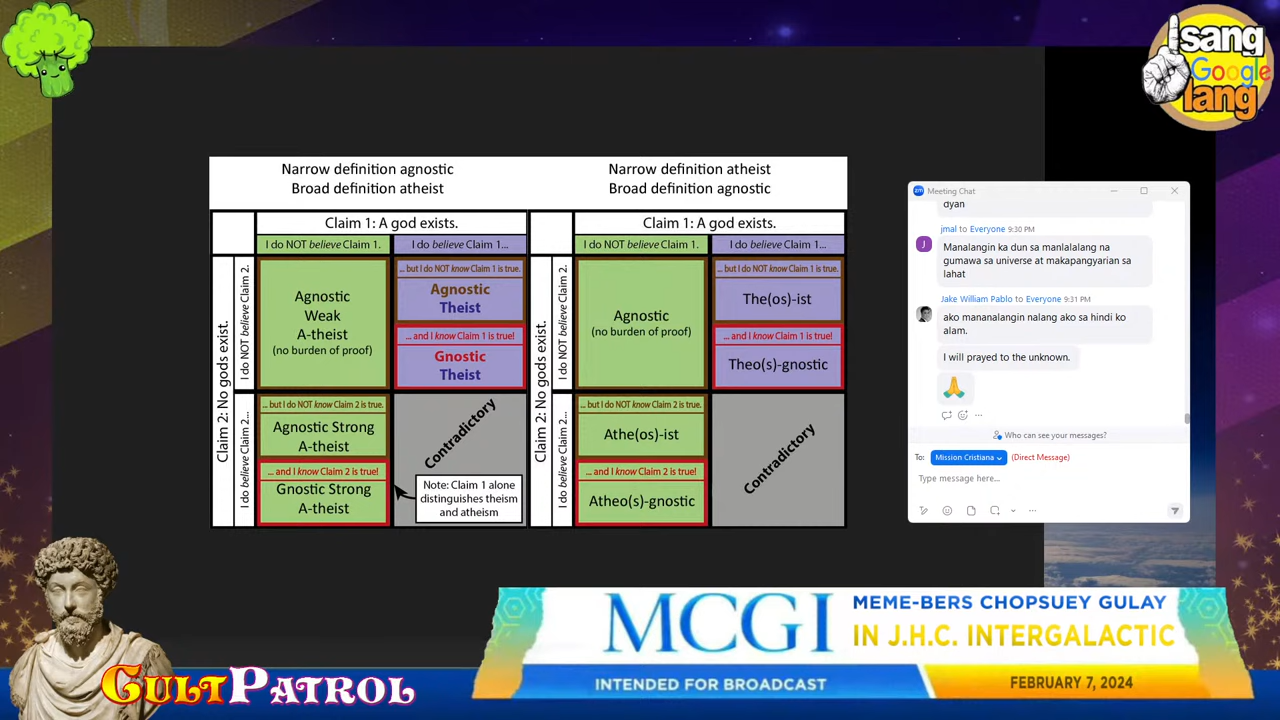 Isang
Google
lang
Narrow definition agnostic
Broad definition atheist
Narrow definition atheist
Broad definition agnostic
Claim 1: A god exists.
I do NOT believe Claim 1.
I do believe Claim 1...
Claim 2: No gods exist.
I do NOT believe Claim 2.
I do believe Claim 2...
Agnostic
Weak
A-theist
(no burden of proof)
... but I do NOT know Claim 1 is true.
Agnostic
Theist
... and I know Claim 1 is true!
Gnostic
Theist
... but I do NOT know Claim 2 is true.
Agnostic Strong
A-theist
... and I know Claim 2 is true!
Gnostic Strong
A-theist
Contradictory
Note: Claim 1 alone
distinguishes theism
and atheism
Claim 1: A god exists.
I do NOT believe Claim 1.
I do believe Claim 1...
Claim 2: No gods exist.
I do NOT believe Claim 2.
I do believe Claim 2...
Agnostic
(no burden of proof)
... but I do NOT know Claim 1 is true.
The(os)-ist
... and I know Claim 1 is true!
Theo(s)-gnostic
... but I do NOT know Claim 2 is true.
Athe(os)-ist
... and I know Claim 2 is true!
Atheo(s)-gnostic
Contradictory
zm Meeting Chat
dyan
jmal to Everyone 9:30 PM
J
Manalangin ka dun sa manlalalang na
gumawa sa universe at makapangyarian sa
lahat
Jake William Pablo to Everyone 9:31 PM
ako mananalangin nalang ako sa hindi ko
alam.
I will prayed to the unknown.
🙏
Who can see your messages?
To: Mission Cristiana (Direct Message)
Type message here...
CULTPATROL
MCGI
MEME-BERS CHOPSUEY GULAY
IN J.H.C. INTERGALACTIC
INTENDED FOR BROADCAST
FEBRUARY 7, 2024